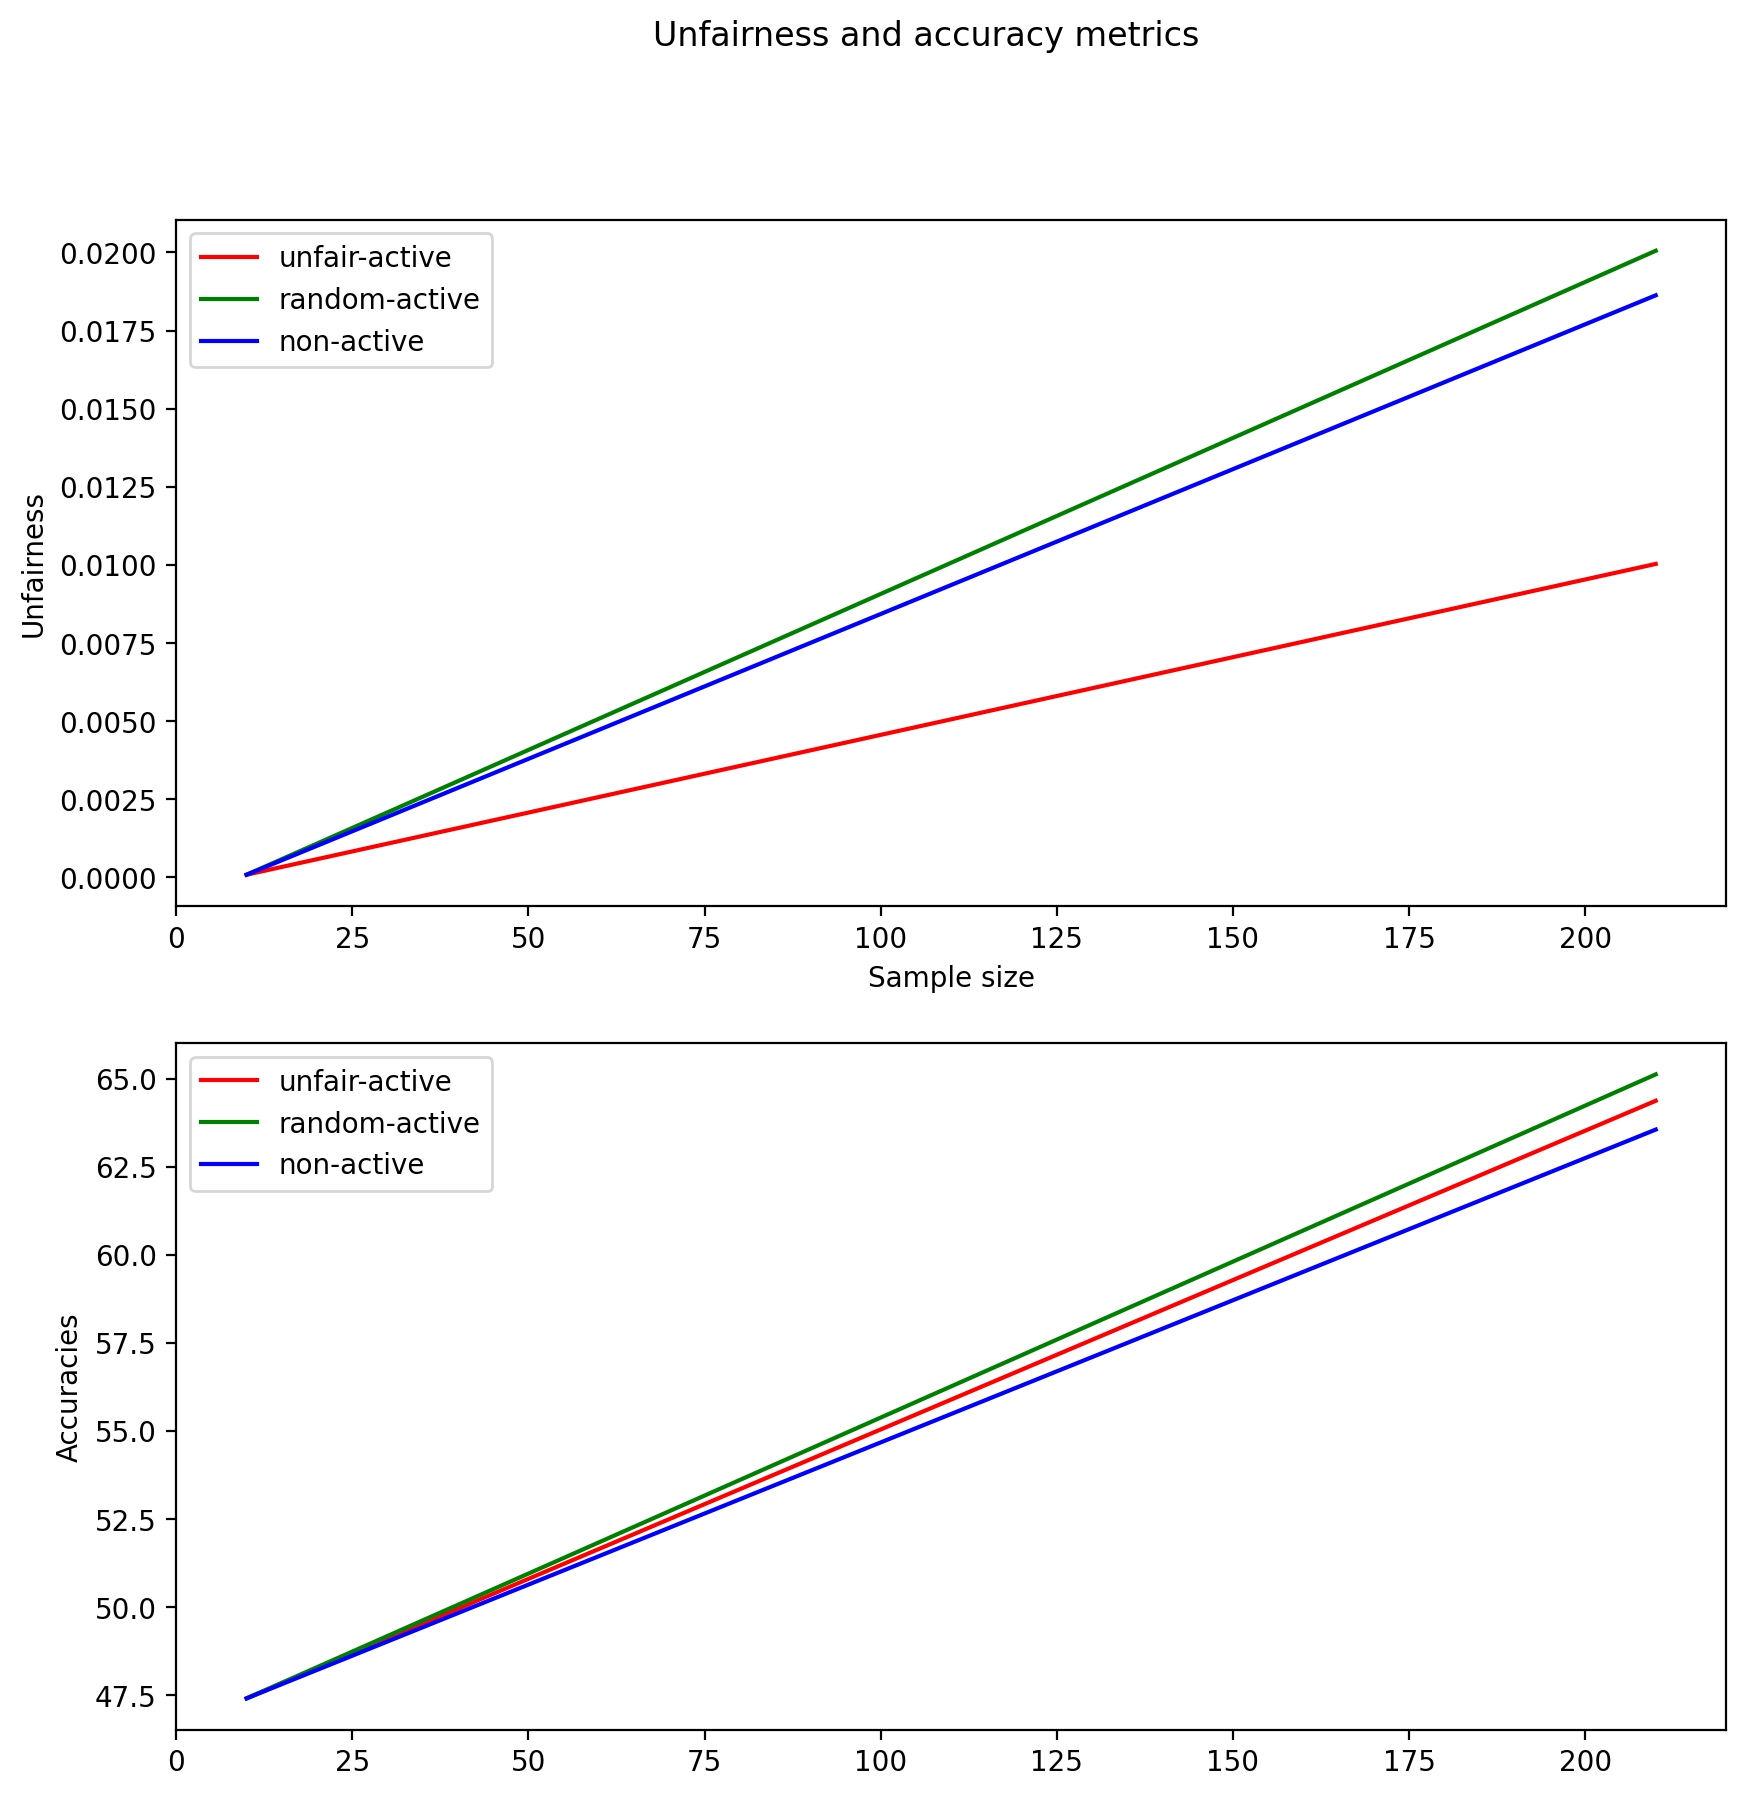 Unfairness and accuracy metrics
0.0200
0.0175
0.0150
0.0125
0.0100
0.0075
0.0050
0.0025
0.0000
Unfairness
unfair-active
random-active
non-active
0 25 50 75 100 125 150 175 200
Sample size
65.0
62.5
60.0
57.5
55.0
52.5
50.0
47.5
Accuracies
unfair-active
random-active
non-active
0 25 50 75 100 125 150 175 200